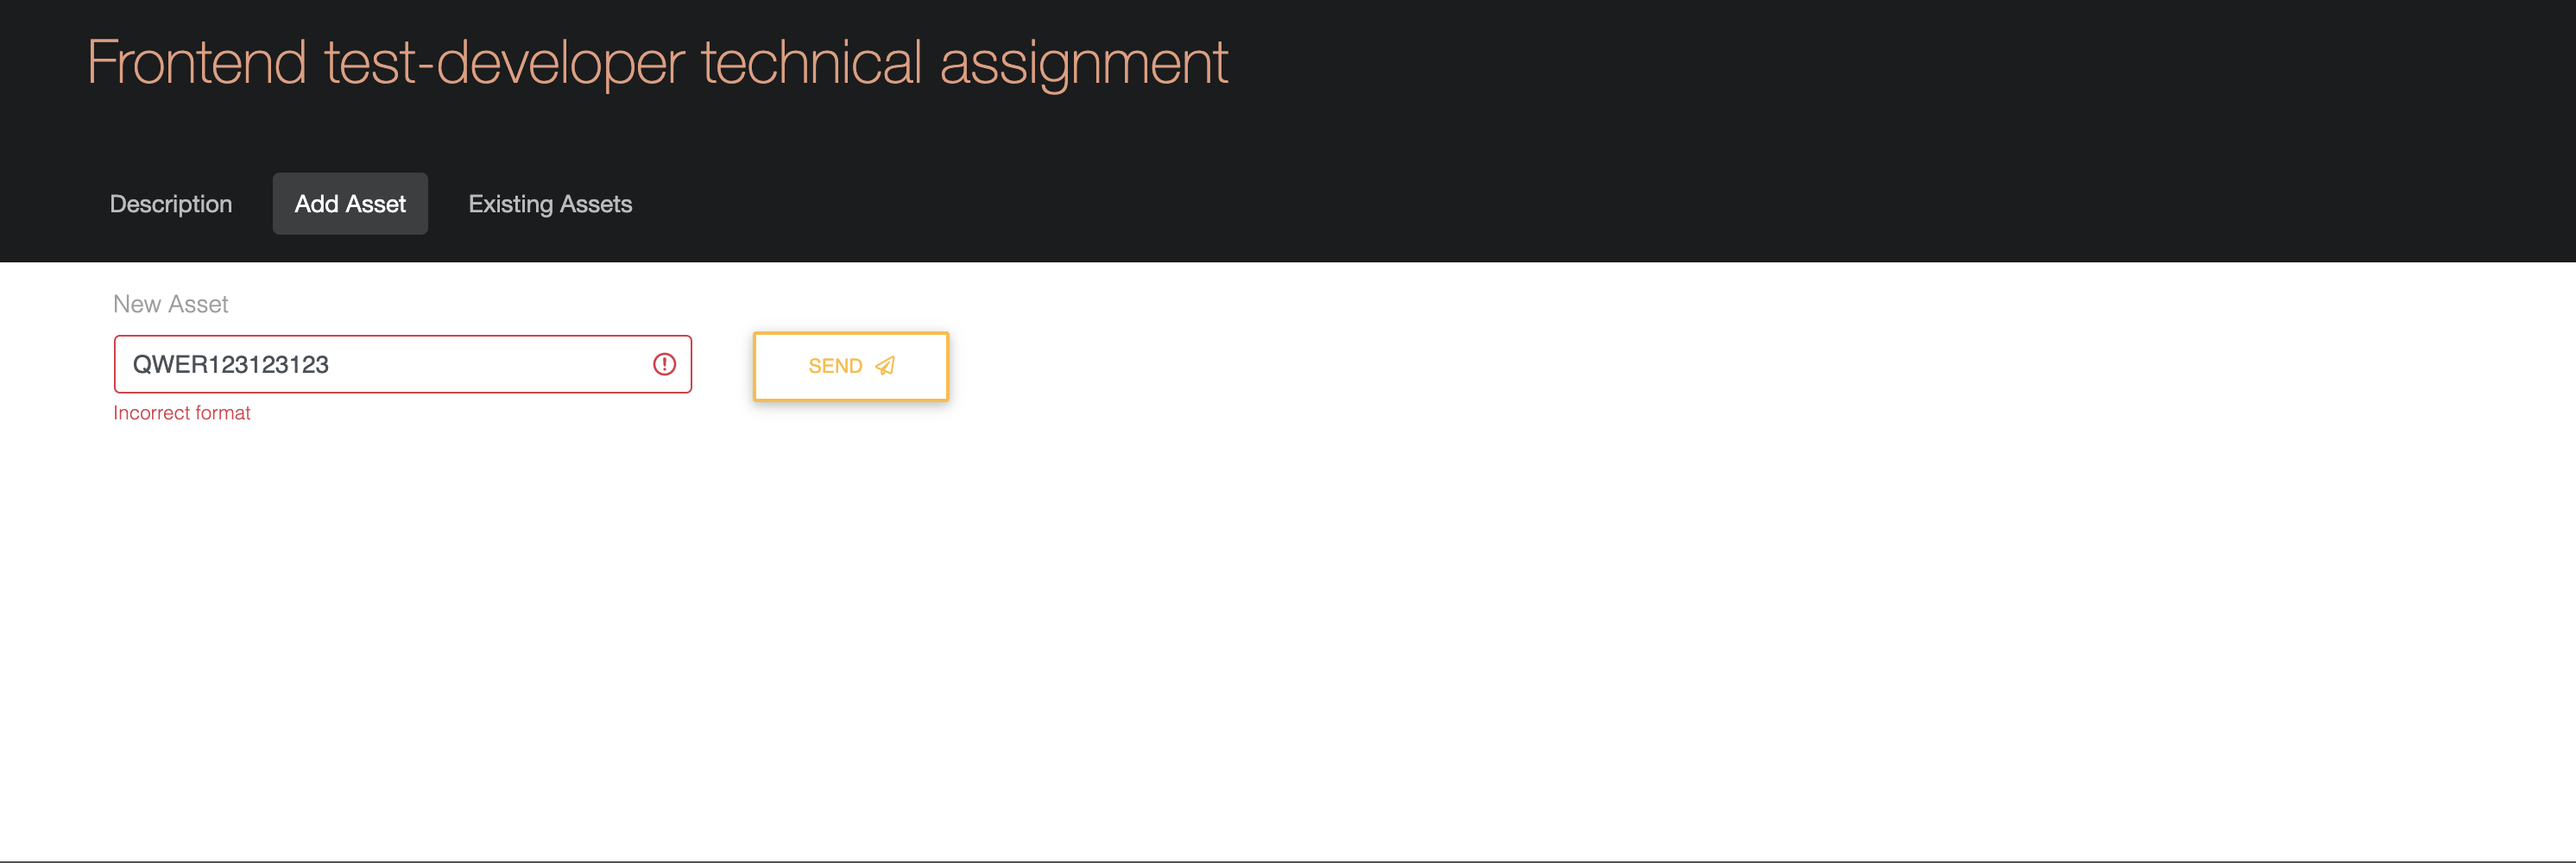 Frontend test-developer technical assignment
Description Add Asset Existing Assets
New Asset
QWER123123123
SEND
Incorrect format